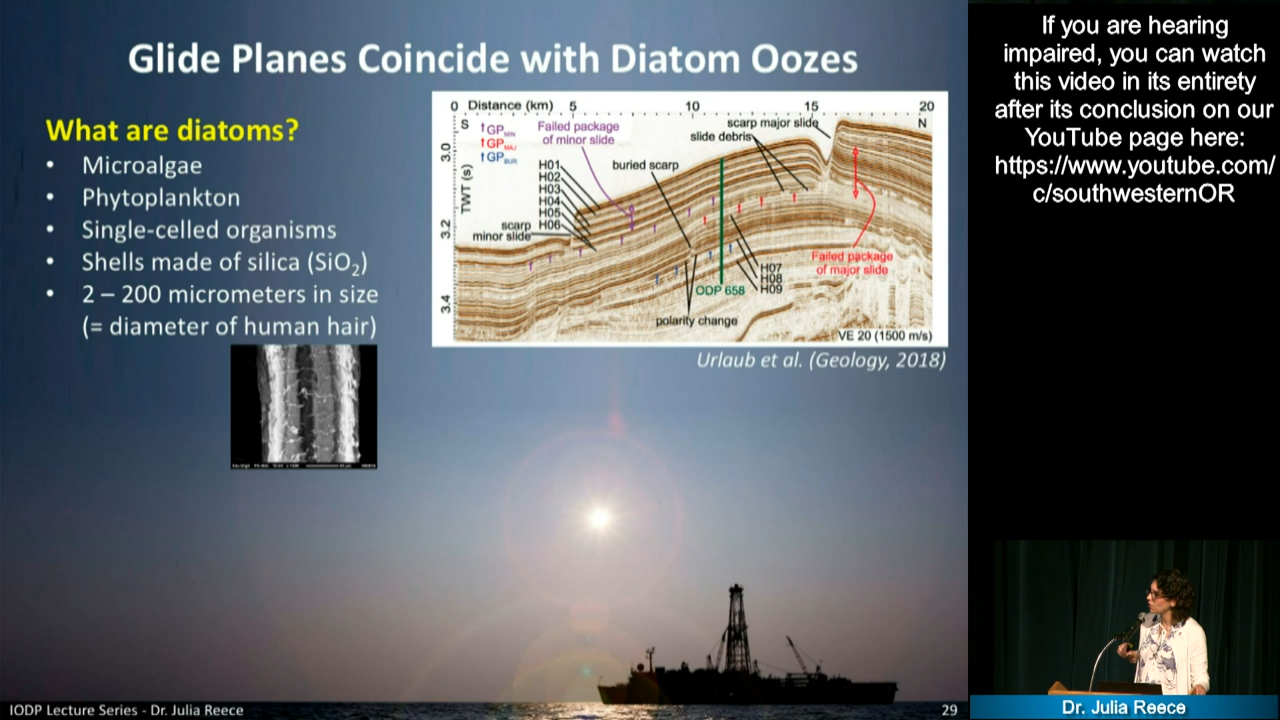 Glide Planes Coincide with Diatom Oozes
What are diatoms?
• Microalgae
• Phytoplankton
• Single-celled organisms
• Shells made of silica (SiO₂)
• 2 – 200 micrometers in size
(= diameter of human hair)
0 Distance (km) 5 10 15 20
S
N
TWT (s)
3.0
3.2
3.4
↑GP MIN
↑GP MAJ
↑GP BUR
Failed package
of minor slide
scarp major slide
slide debris
buried scarp
H01
H02
H03
H04
H05
H06
scarp
minor slide
H07
H08
H09
ODP 658
Failed package
of major slide
polarity change
VE 20 (1500 m/s)
Urlaub et al. (Geology, 2018)
IODP Lecture Series - Dr. Julia Reece
29
If you are hearing
impaired, you can watch
this video in its entirety
after its conclusion on our
YouTube page here:
https://www.youtube.com/
c/southwesternOR
Dr. Julia Reece